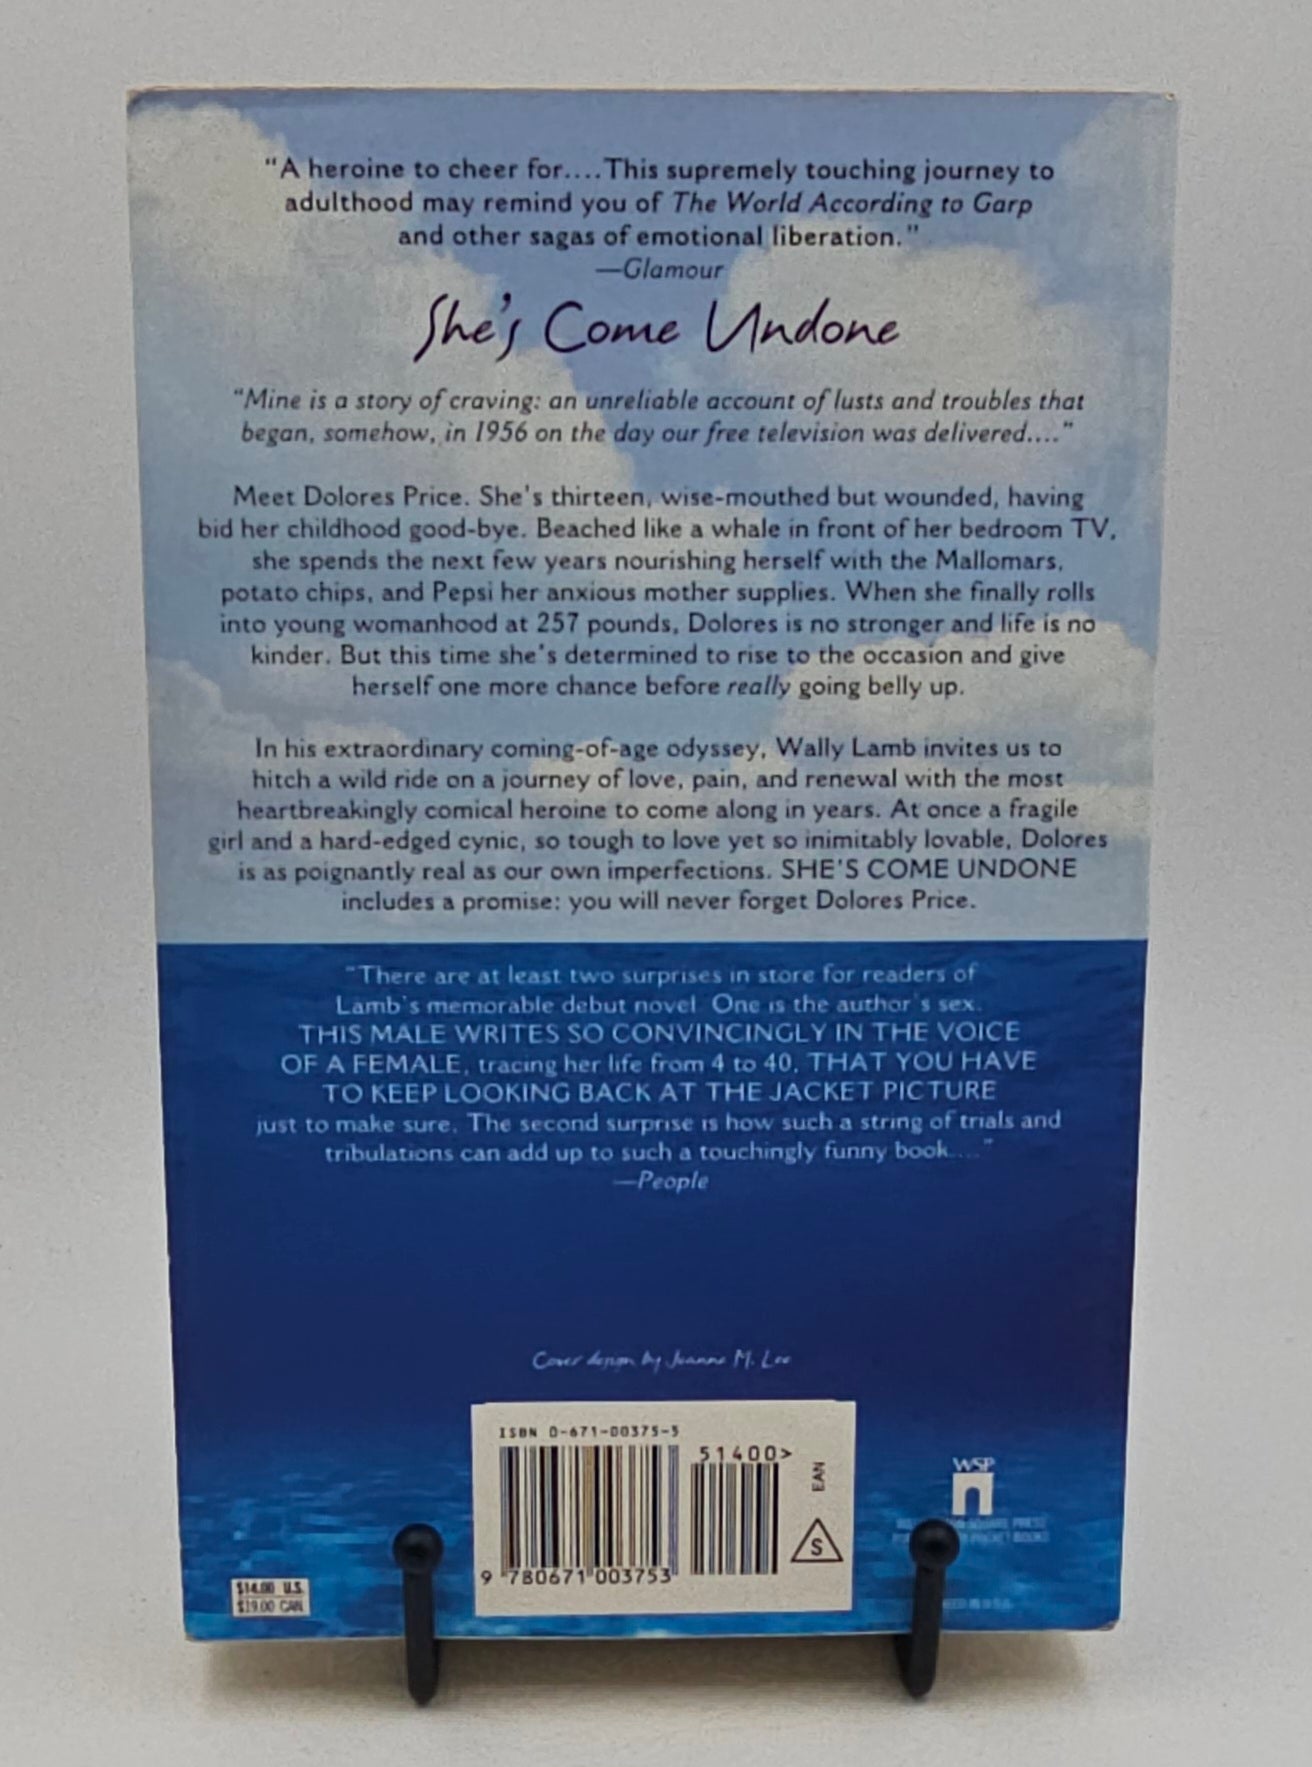 "A heroine to cheer for....This supremely touching journey to
adulthood may remind you of The World According to Garp
and other sagas of emotional liberation."
—Glamour
She's Come Undone
"Mine is a story of craving: an unreliable account of lusts and troubles that
began, somehow, in 1956 on the day our free television was delivered...."
Meet Dolores Price. She's thirteen, wise-mouthed but wounded, having
bid her childhood good-bye. Beached like a whale in front of her bedroom TV,
she spends the next few years nourishing herself with the Mallomars,
potato chips, and Pepsi her anxious mother supplies. When she finally rolls
into young womanhood at 257 pounds, Dolores is no stronger and life is no
kinder. But this time she's determined to rise to the occasion and give
herself one more chance before really going belly up.
In his extraordinary coming-of-age odyssey, Wally Lamb invites us to
hitch a wild ride on a journey of love, pain, and renewal with the most
heartbreakingly comical heroine to come along in years. At once a fragile
girl and a hard-edged cynic, so tough to love yet so inimitably lovable, Dolores
is as poignantly real as our own imperfections. SHE'S COME UNDONE
includes a promise: you will never forget Dolores Price.
"There are at least two surprises in store for readers of
Lamb's memorable debut novel. One is the author's sex.
THIS MALE WRITES SO CONVINCINGLY IN THE VOICE
OF A FEMALE, tracing her life from 4 to 40, THAT YOU HAVE
TO KEEP LOOKING BACK AT THE JACKET PICTURE
just to make sure. The second surprise is how such a string of trials and
tribulations can add up to such a touchingly funny book...."
—People
Cover design by Jeanne M. Lee
ISBN 0-671-00375-3
51400>
EAN
S
9 780671 003753
WSP
SQUARE PRESS
POCKET BOOKS
$14.00 U.S.
$19.00 CAN